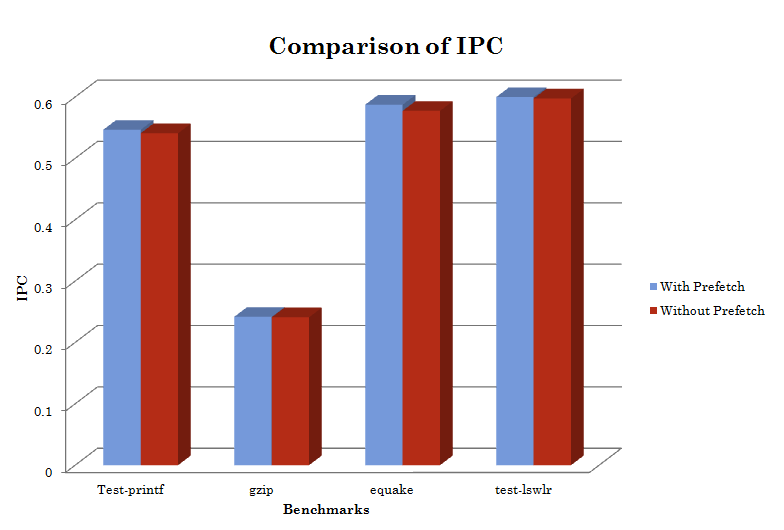 Comparison of IPC
0.6
0.5
0.4
0.3
0.2
0.1
0
IPC
Test-printf
gzip
equake
test-lswlr
Benchmarks
With Prefetch
Without Prefetch